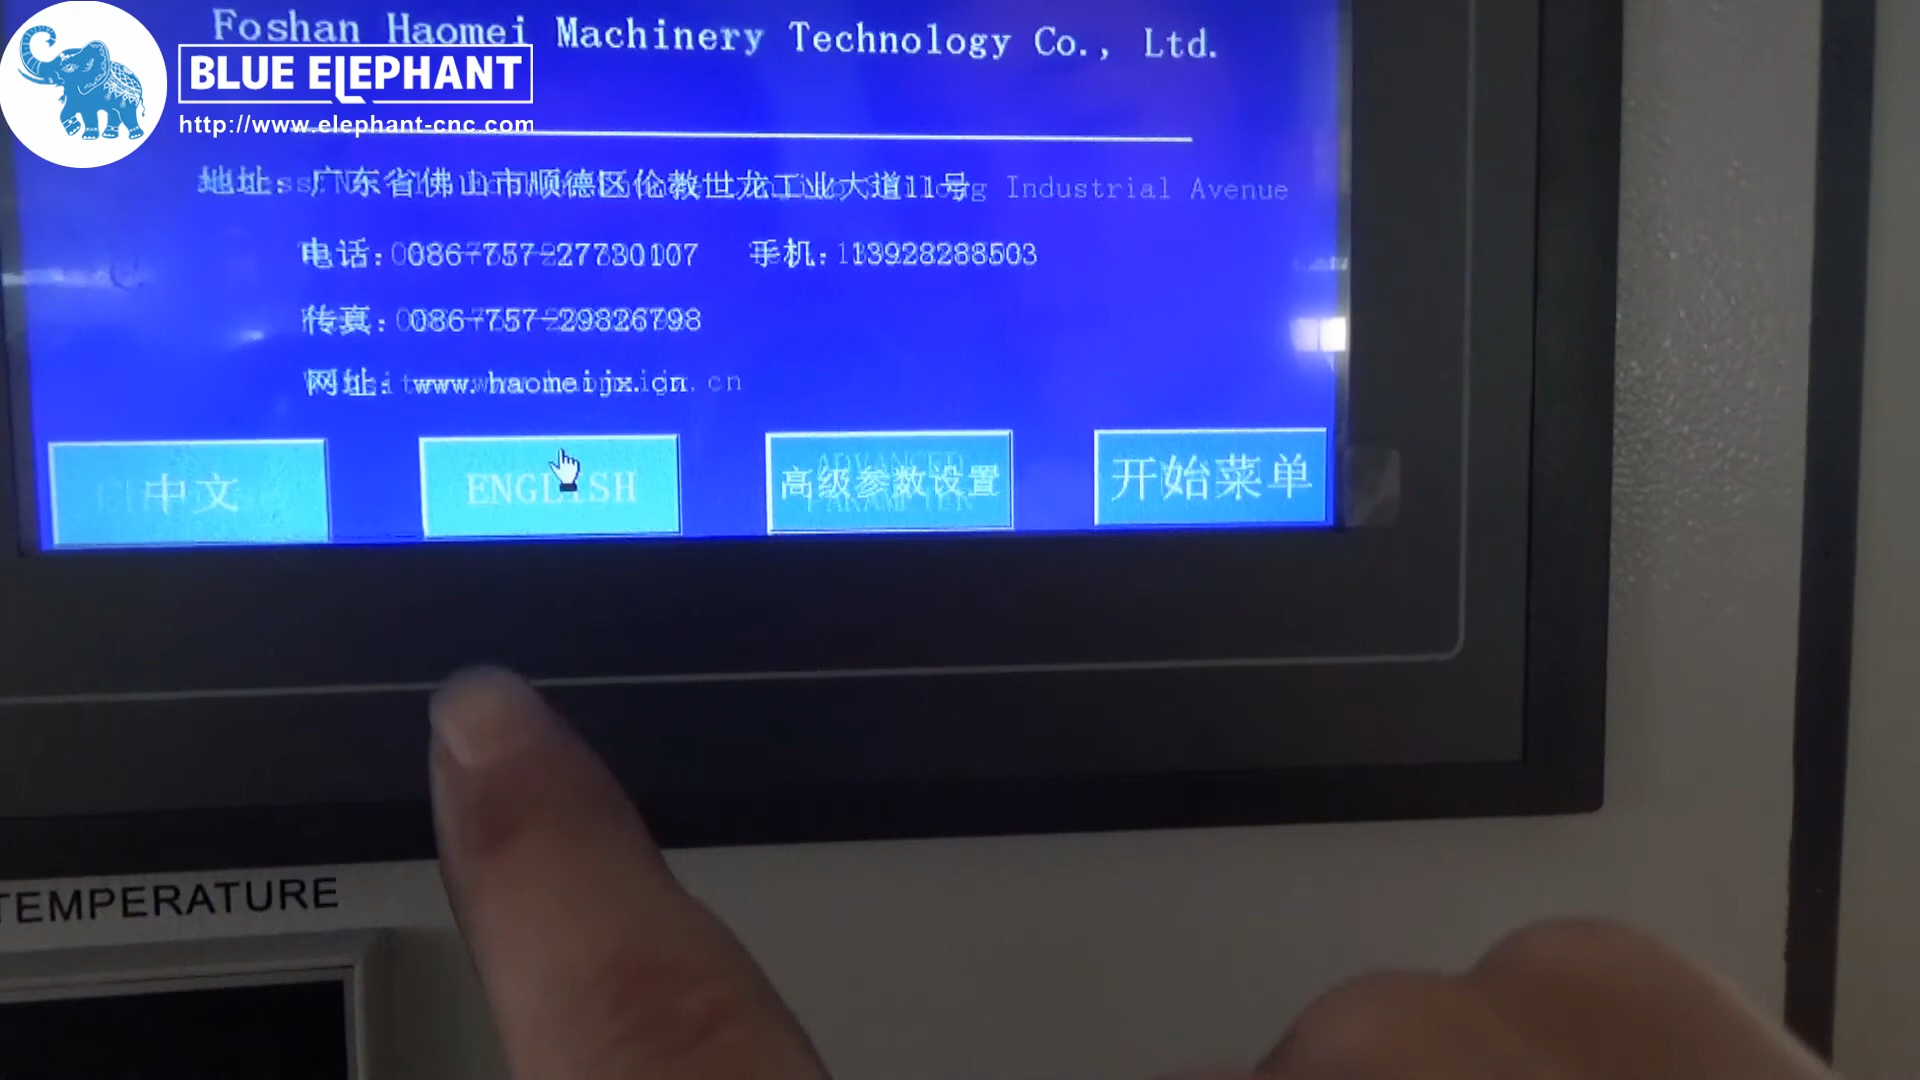 Foshan Haomei Machinery Technology Co., Ltd.
BLUE ELEPHANT
http://www.elephant-cnc.com
地址: 广东省佛山市顺德区伦教世龙工业大道11号 Industrial Avenue
电话: 0086-757-27730107 手机: 13928288503
传真: 0086-757-29826798
网址: www.haomeijx.cn
中文
ENGLISH
高级参数设置
ADVANCED
开始菜单
TEMPERATURE